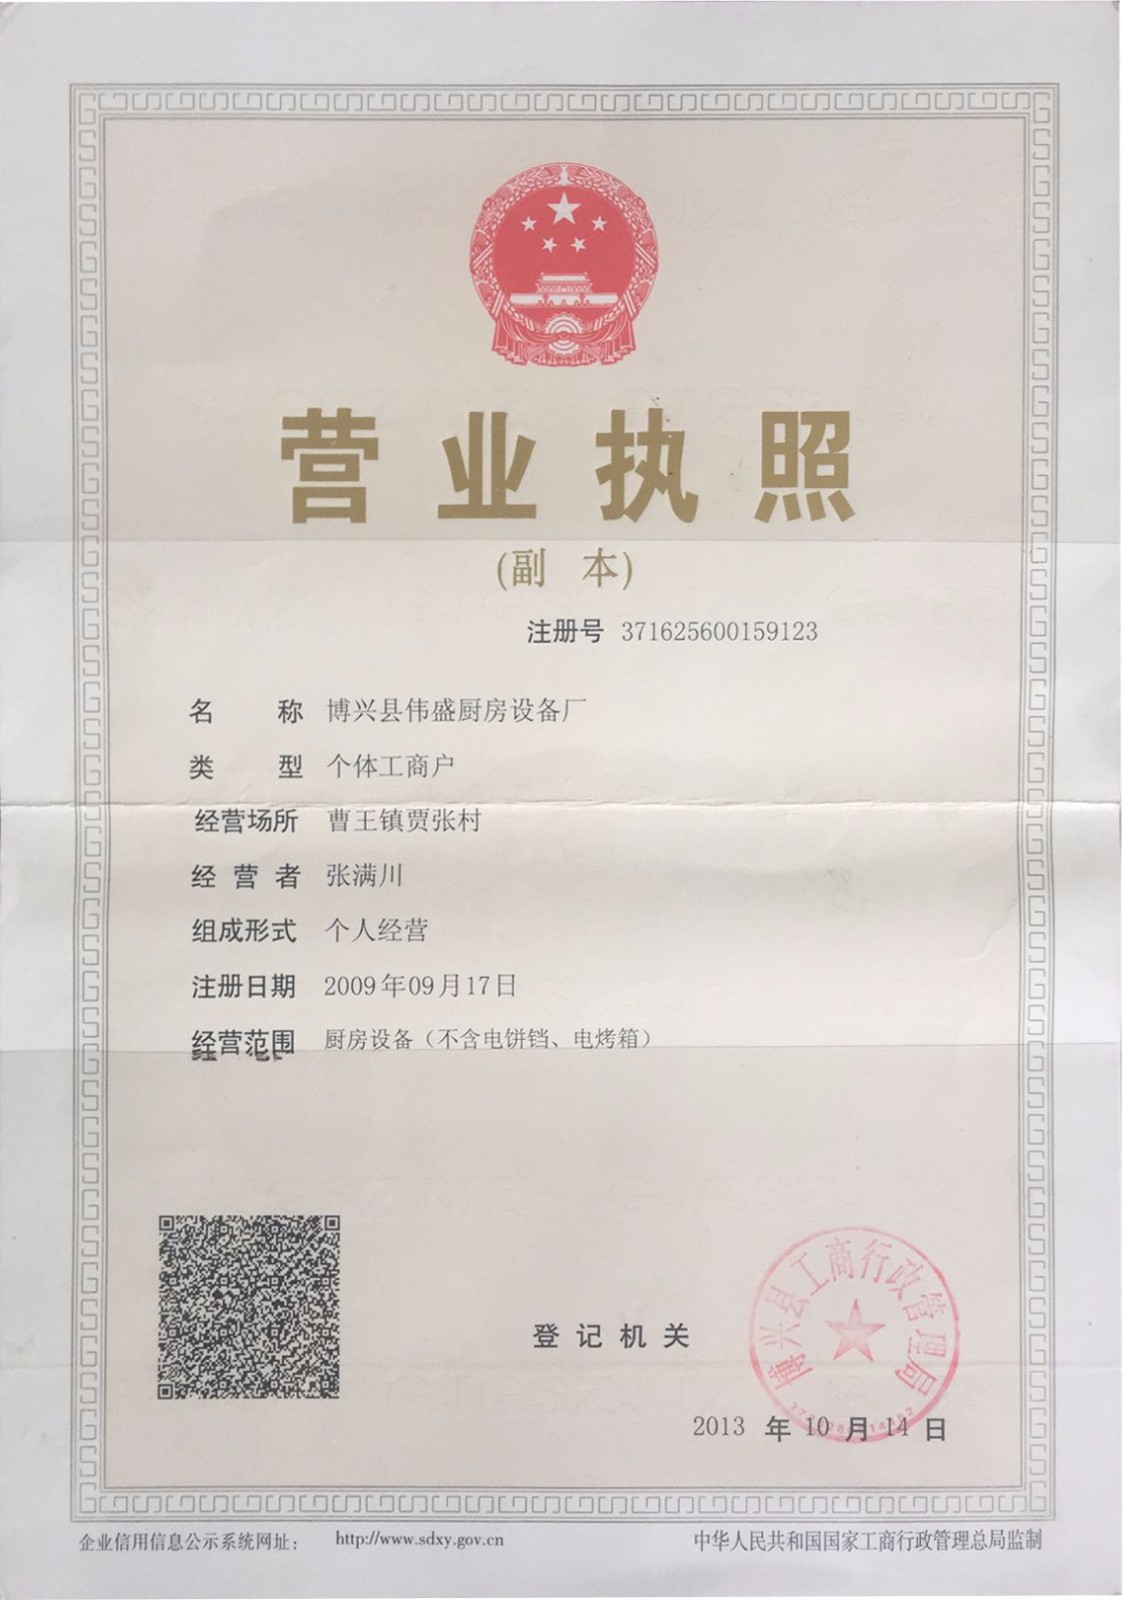 营业执照
(副 本)
注册号 371625600159123
名 称 博兴县伟盛厨房设备厂
类 型 个体工商户
经营场所 曹王镇贾张村
经 营 者 张满川
组成形式 个人经营
注册日期 2009年09月17日
经营范围 厨房设备（不含电饼铛、电烤箱）
博兴县工商行政管理局
登 记 机 关
2013 年 10 月 14 日
企业信用信息公示系统网址： http://www.sdxy.gov.cn 中华人民共和国国家工商行政管理总局监制